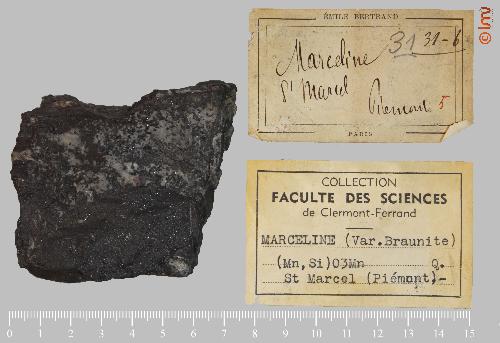 ÉMILE BERTRAND
31 31-6
Marceline
St Marcel
Piemont 5
PARIS
COLLECTION
FACULTE DES SCIENCES
de Clermont-Ferrand
MARCELINE (Var.Braunite)
(Mn,Si)O3Mn Q.
St Marcel (Piémont)-
0 1 2 3 4 5 6 7 8 9 10 11 12 13 14 15
© lmv